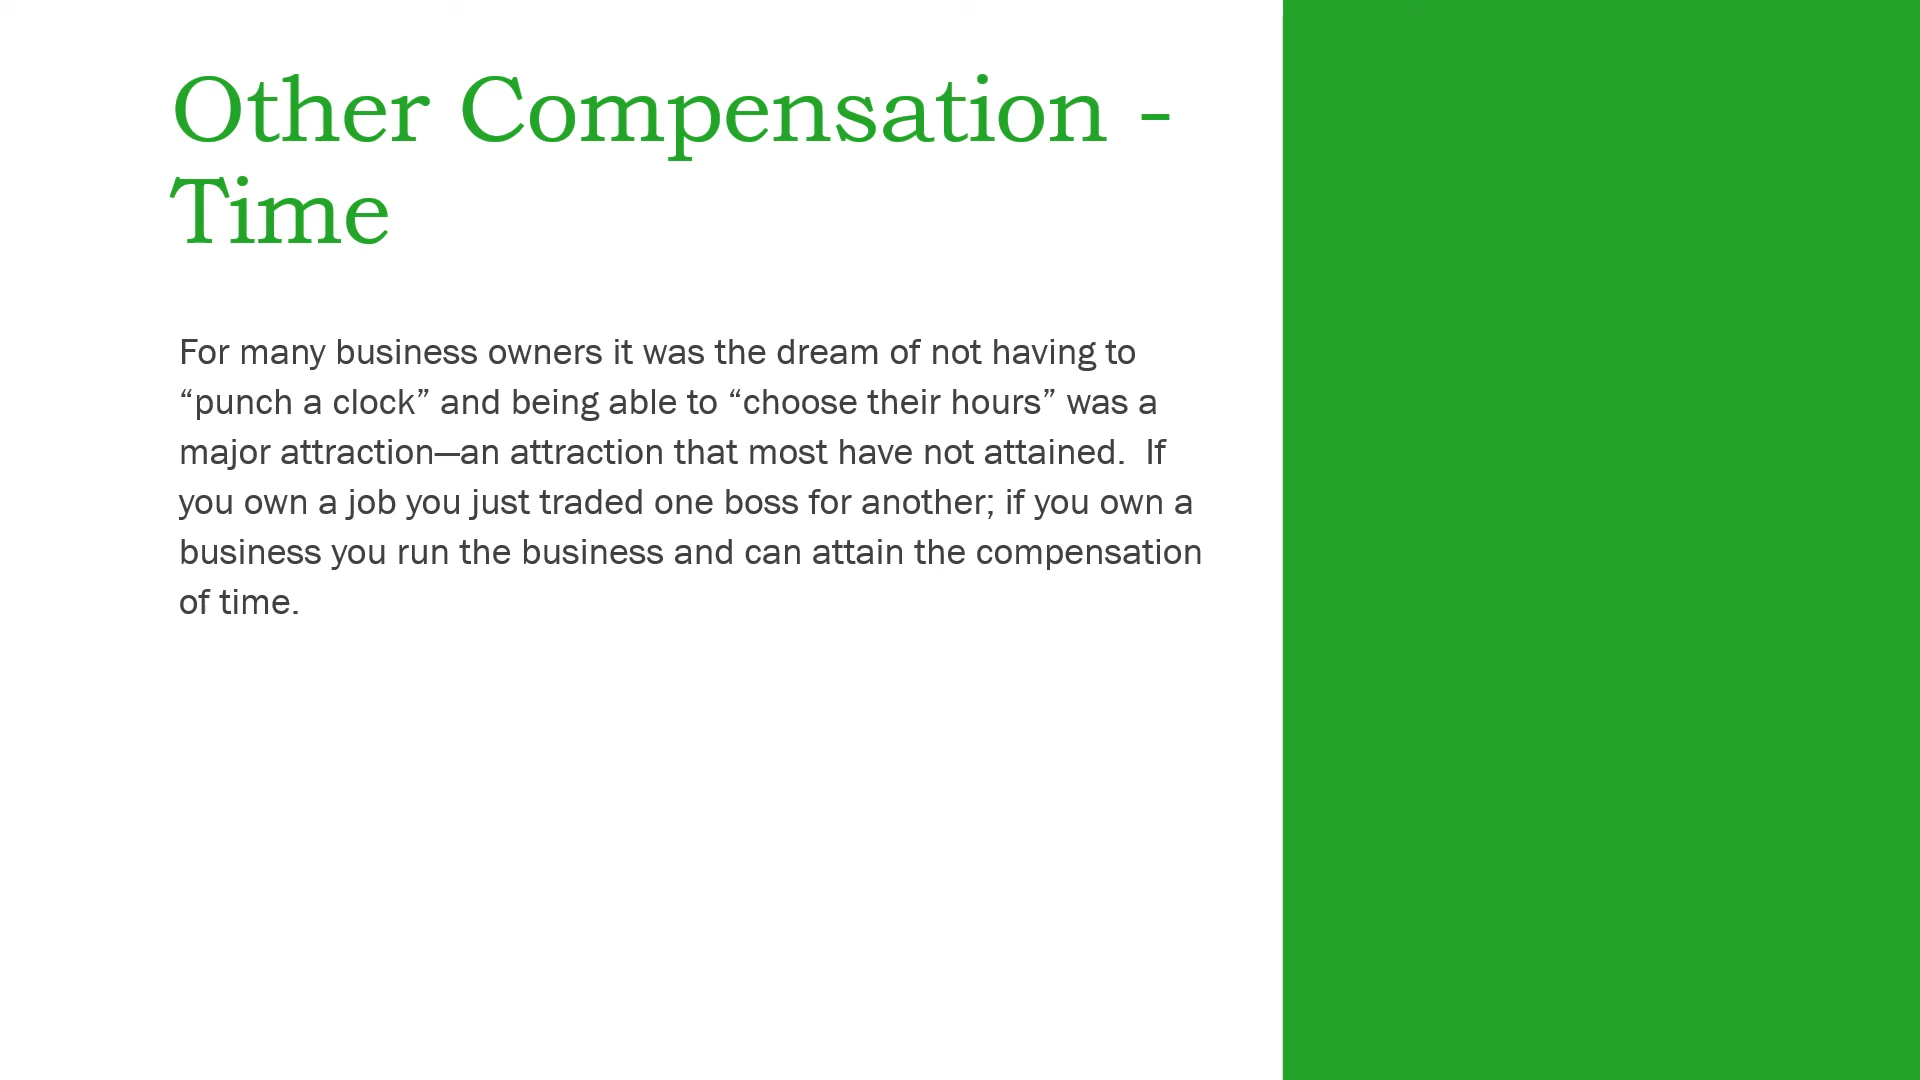 Other Compensation -
Time
For many business owners it was the dream of not having to
“punch a clock” and being able to “choose their hours” was a
major attraction—an attraction that most have not attained.  If
you own a job you just traded one boss for another; if you own a
business you run the business and can attain the compensation
of time.